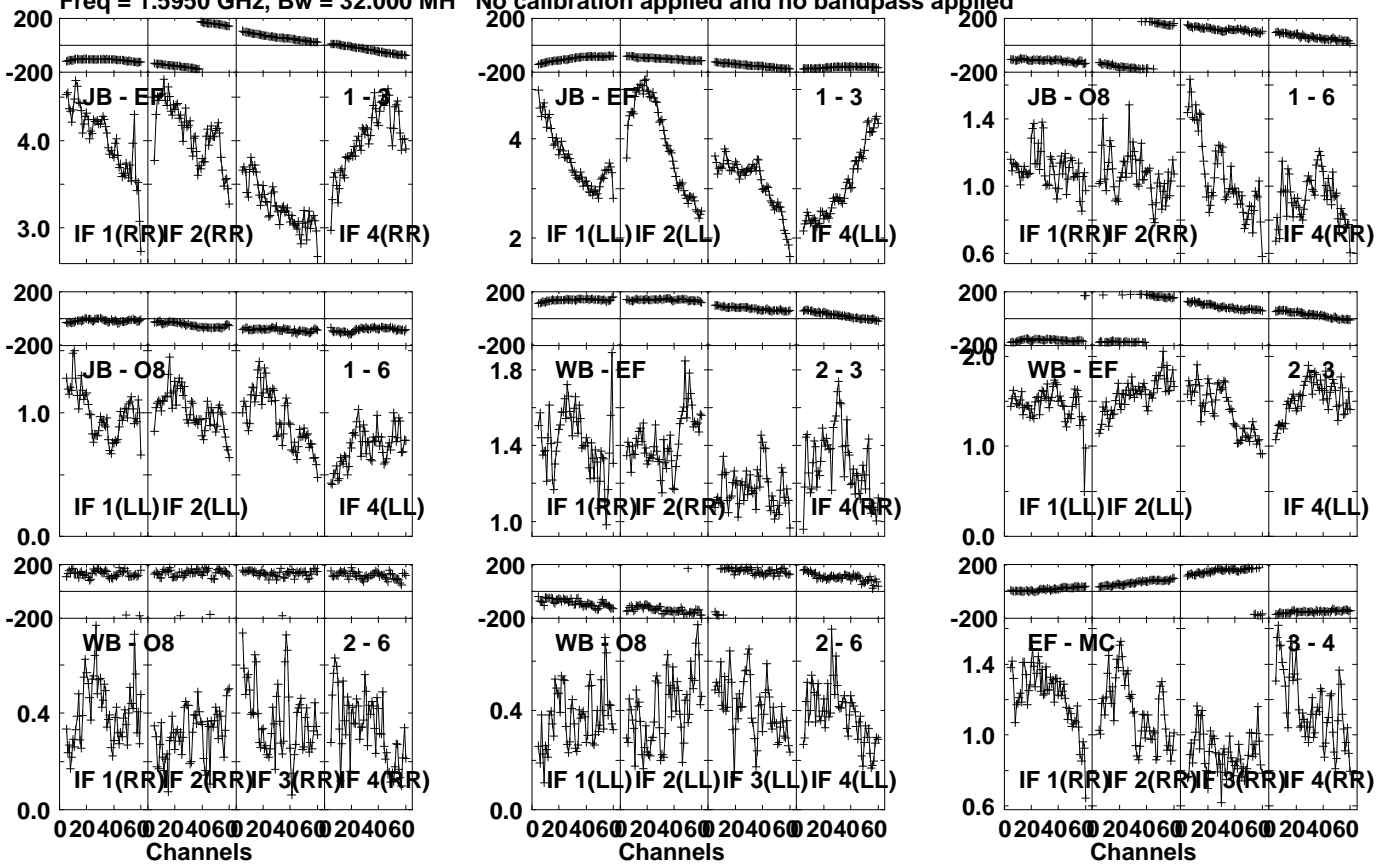 Freq = 1.5950 GHz, Bw = 32.000 MH No calibration applied and no bandpass applied
200 200 200
-200 -200 -200
JB - EF 1 - 3 JB - EF 1 - 3 JB - O8 1 - 6
4.0 4 1.4
1.0
3.0 2 0.6
IF 1(RR) IF 2(RR) IF 4(RR) IF 1(LL) IF 2(LL) IF 4(LL) IF 1(RR) IF 2(RR) IF 4(RR)
200 200 200
-200 -200 -200
JB - O8 1 - 6 WB - EF 2 - 3 WB - EF 2 - 3
1.8 2.0
1.0 1.4 1.0
IF 1(LL) IF 2(LL) IF 4(LL) IF 1(RR) IF 2(RR) IF 4(RR) IF 1(LL) IF 2(LL) IF 4(LL)
0.0 1.0 0.0
200 200 200
-200 -200 -200
WB - O8 2 - 6 WB - O8 2 - 6 EF - MC 3 - 4
1.4
0.4 0.4 1.0
IF 1(RR) IF 2(RR) IF 3(RR) IF 4(RR) IF 1(LL) IF 2(LL) IF 3(LL) IF 4(LL) IF 1(RR) IF 2(RR) IF 3(RR) IF 4(RR)
0.0 0.0 0.6
0 20 40 60 0 20 40 60 0 20 40 60 0 20 40 60 0 20 40 60 0 20 40 60 0 20 40 60 0 20 40 60 0 20 40 60 0 20 40 60 0 20 40 60 0 20 40 60
Channels Channels Channels